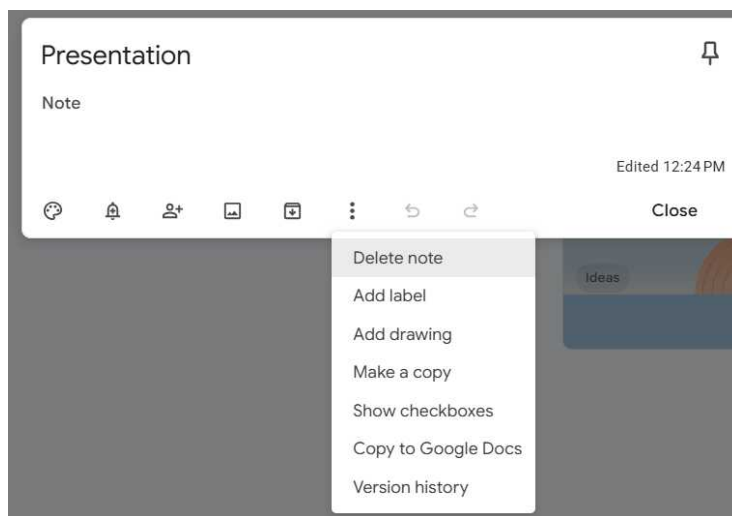 Presentation
Note
Edited 12:24 PM
Close
Delete note
Ideas
Add label
Add drawing
Make a copy
Show checkboxes
Copy to Google Docs
Version history